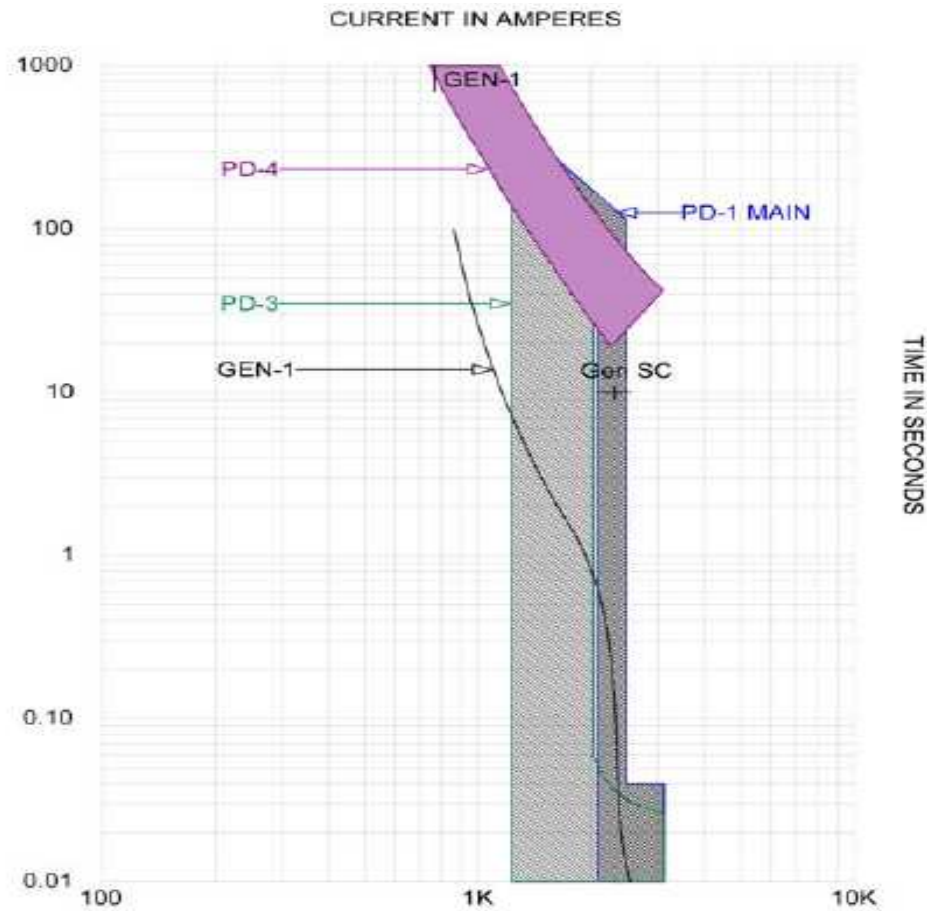 CURRENT IN AMPERES
1000
GEN-1
PD-4
PD-1 MAIN
100
PD-3
GEN-1
Gen SC
10
TIME IN SECONDS
1
0.10
0.01
100
1K
10K